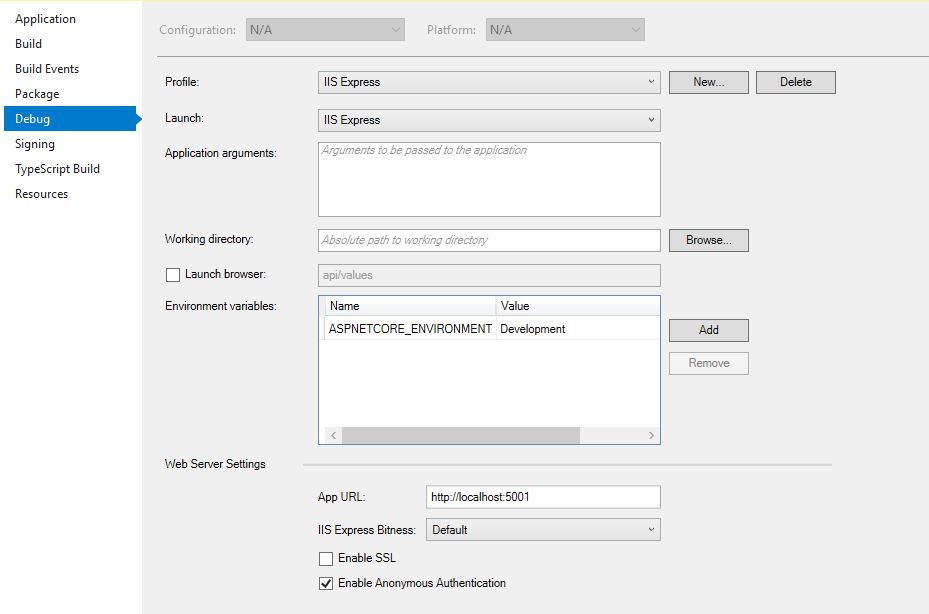 Application
Build
Build Events
Package
Debug
Signing
TypeScript Build
Resources
Configuration: N/A Platform: N/A
Profile: IIS Express New... Delete
Launch: IIS Express
Application arguments: Arguments to be passed to the application
Working directory: Absolute path to working directory Browse...
Launch browser: api/values
Environment variables: Name Value
ASPNETCORE_ENVIRONMENT Development
Add
Remove
Web Server Settings
App URL: http://localhost:5001
IIS Express Bitness: Default
Enable SSL
Enable Anonymous Authentication